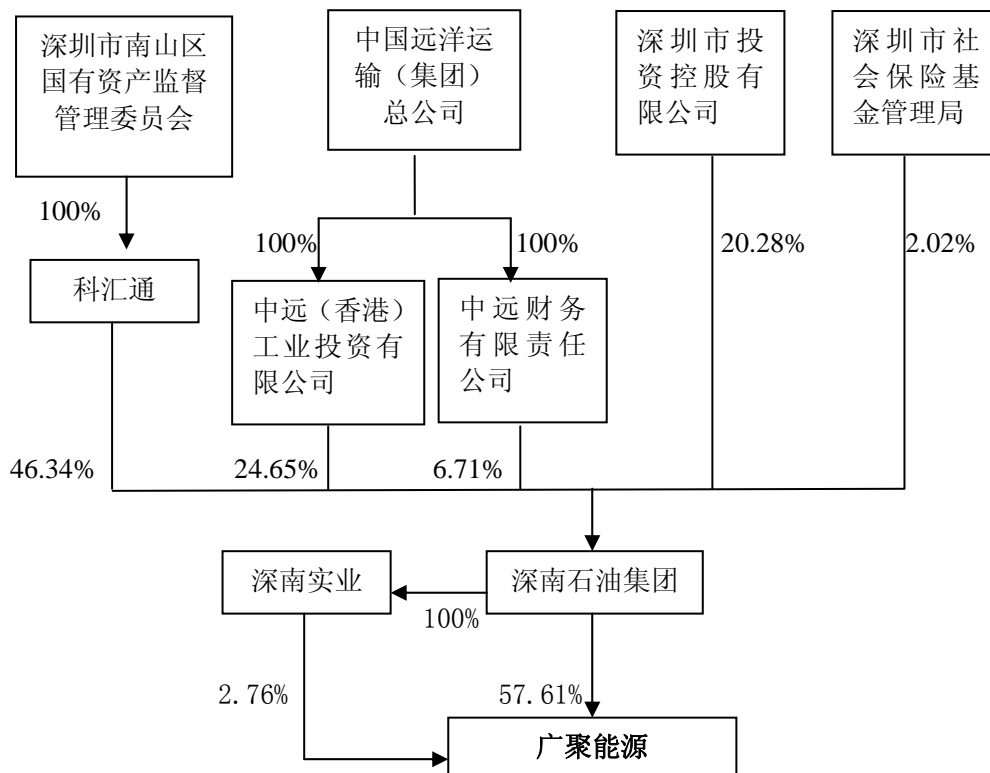 深圳市南山区
国有资产监督
管理委员会
中国远洋运
输（集团）
总公司
深圳市投
资控股有
限公司
深圳市社
会保险基
金管理局
100%
100%
100%
20.28%
2.02%
科汇通
中远（香港）
工业投资有
限公司
中远财务
有限责任
公司
46.34%
24.65%
6.71%
深南实业
深南石油集团
100%
2.76%
57.61%
广聚能源